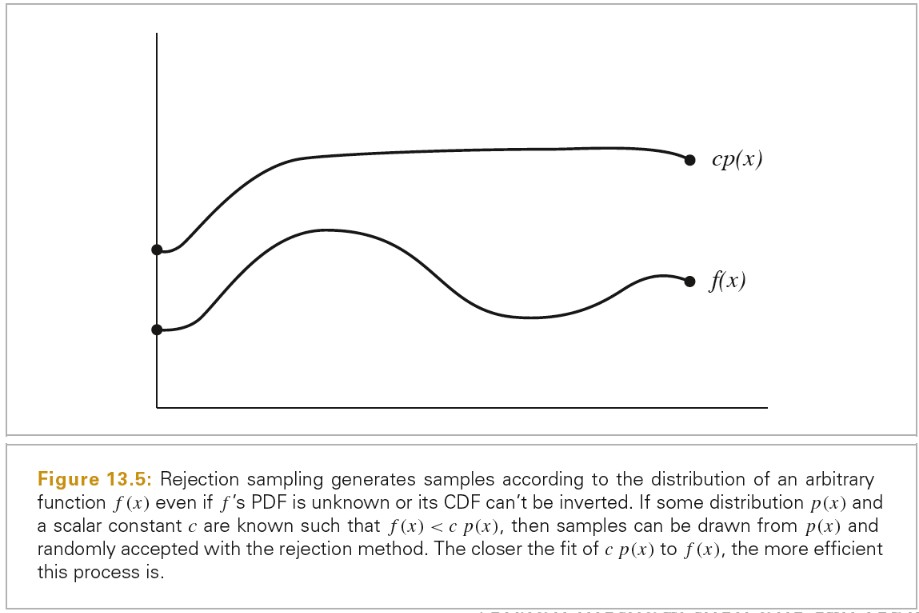 cp(x)
f(x)
Figure 13.5: Rejection sampling generates samples according to the distribution of an arbitrary
function f(x) even if f's PDF is unknown or its CDF can't be inverted. If some distribution p(x) and
a scalar constant c are known such that f(x) < c p(x), then samples can be drawn from p(x) and
randomly accepted with the rejection method. The closer the fit of c p(x) to f(x), the more efficient
this process is.